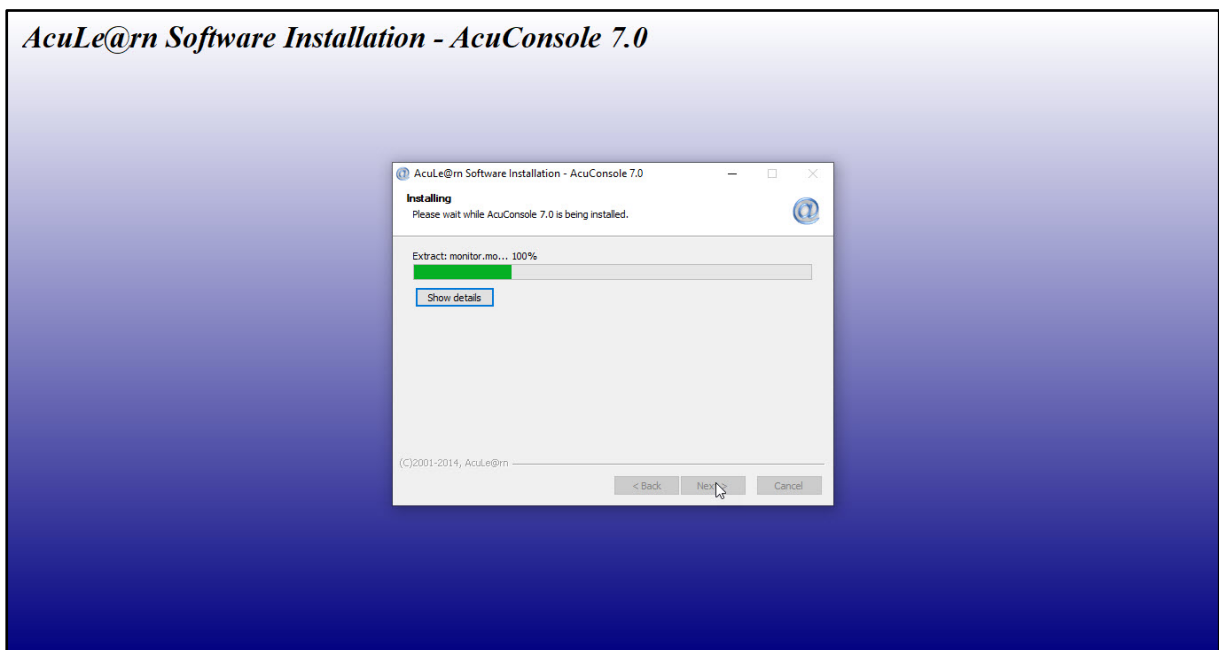 AcuLe@rn Software Installation - AcuConsole 7.0
AcuLe@rn Software Installation - AcuConsole 7.0
Installing
Please wait while AcuConsole 7.0 is being installed.
Extract: monitor.mo... 100%
Show details
(C)2001-2014, AcuLe@rn
< Back Next > Cancel